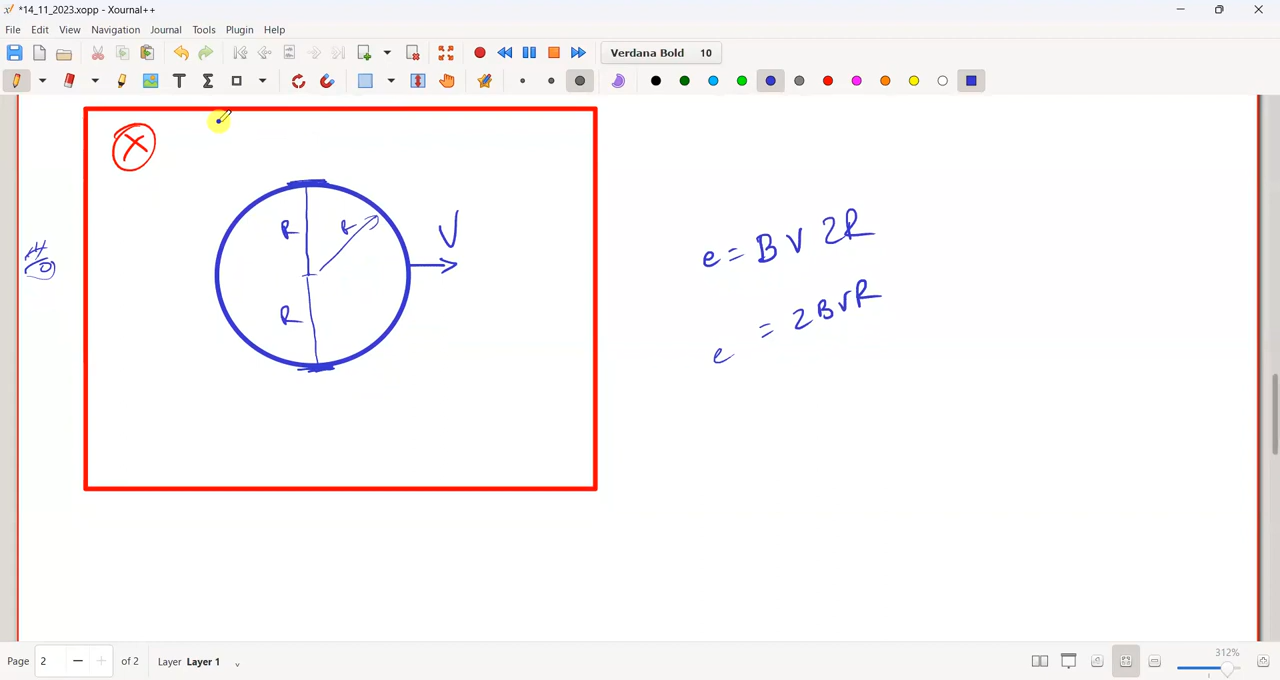 *14_11_2023.xopp - Xournal++
File Edit View Navigation Journal Tools Plugin Help
Verdana Bold 10
X
R
r
V
R
e = B V 2R
= 2 B V R
e
Page 2 of 2 Layer Layer 1
312%